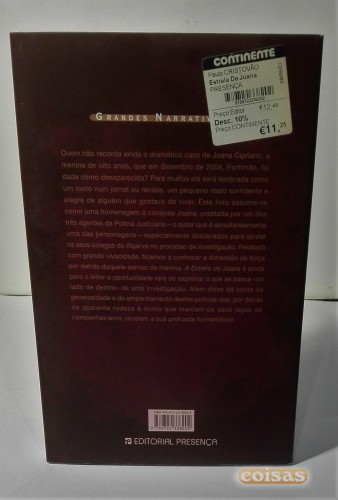 CONTINENTE
Paulo CRISTOVÃO
Estrela De Joana
PRESENÇA
Preço Editor €12,49
Desc. 10%
Preço CONTINENTE
€11,25
GRANDES NARRATIV
Quem não recorda ainda o dramático caso de Joana Cipriano, a
menina de oito anos, que em Setembro de 2004, Portimão, foi
dada como desaparecida? Para muitos ela será lembrada como
um rosto num jornal ou revista, um pequeno rosto sorridente e
alegre de alguém que gostava de viver. Este livro assume-se
como uma homenagem à corajosa Joana, prestada por um dos
três agentes da Polícia Judiciária – o autor que é simultaneamente
uma das personagens – especialmente destacados para ajudar
os seus colegas do Algarve no processo de investigação. Relatado
com grande vivacidade, ficamos a conhecer a dimensão da força
por detrás daquele sorriso de menina. A Estrela de Joana é ainda
para o leitor a oportunidade rara de espreitar o que se passa «do
lado de dentro» de uma investigação. Além disso dá conta da
generosidade e do empenhamento destes polícias que, por detrás
da aparente rudeza e ironia que marcam os seus laços de
companheirismo, revelam a sua profunda humanidade.
EDITORIAL PRESENÇA
coisas